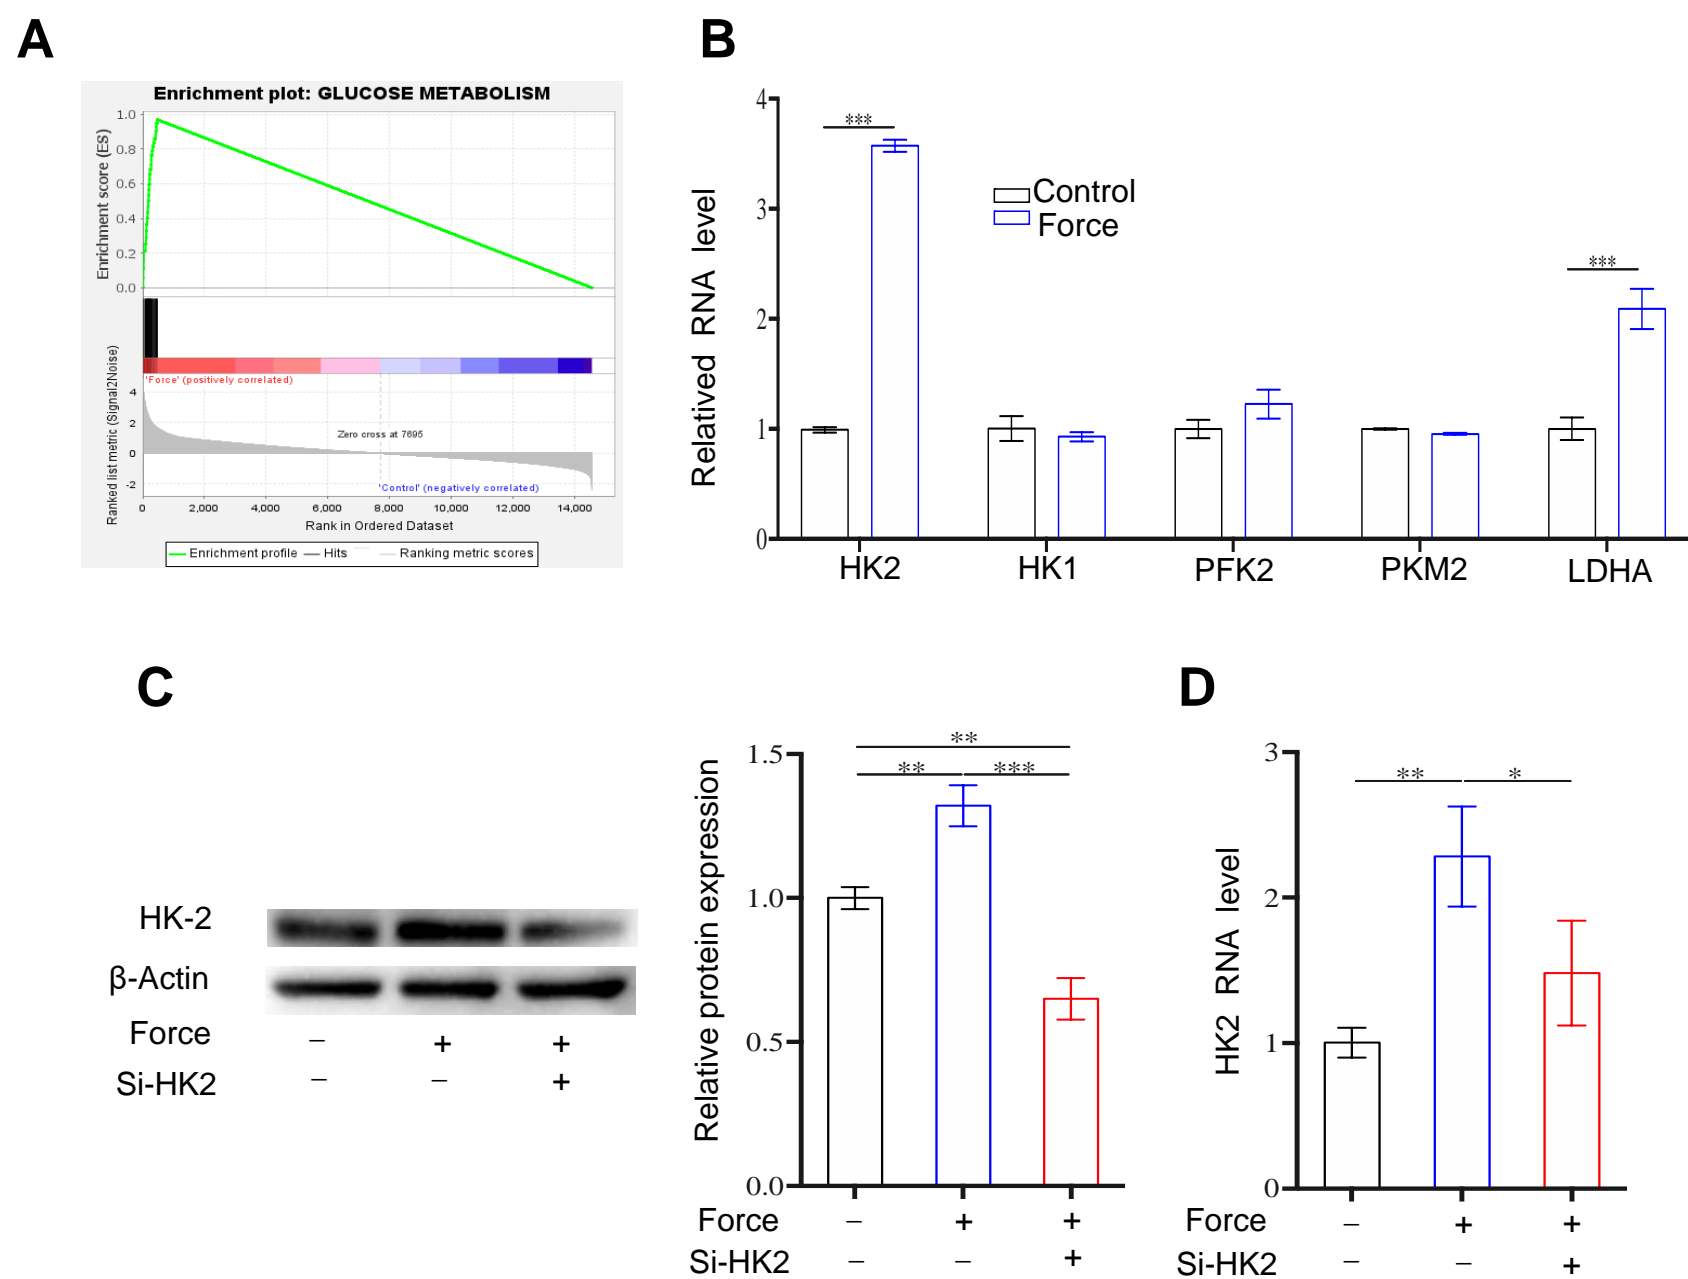 A
Enrichment plot: GLUCOSE METABOLISM
Enrichment score (ES)
1.0
0.8
0.6
0.4
0.2
0.0
'Force' (positively correlated)
Ranked list metric (Signal2Noise)
4
2
0
-2
Zero cross at 7695
'Control' (negatively correlated)
0 2,000 4,000 6,000 8,000 10,000 12,000 14,000
Rank in Ordered Dataset
Enrichment profile Hits Ranking metric scores
B
Relatived RNA level
4
3
2
1
0
***
***
Control
Force
HK2 HK1 PFK2 PKM2 LDHA
C
HK-2
β-Actin
Force – + +
Si-HK2 – – +
Relative protein expression
1.5
1.0
0.5
0.0
**
** ***
Force – + +
Si-HK2 – – +
D
HK2 RNA level
3
2
1
0
** *
Force – + +
Si-HK2 – – +